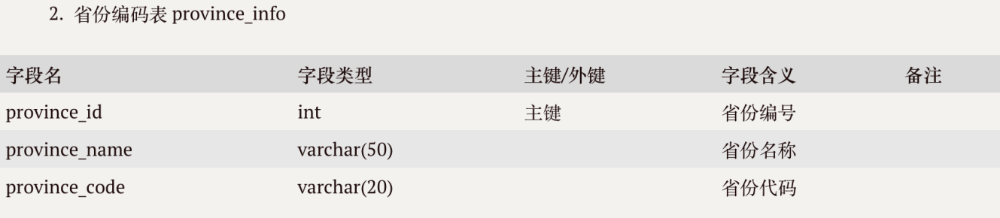 2. 省份编码表 province_info
字段名 字段类型 主键/外键 字段含义 备注
province_id int 主键 省份编号
province_name varchar(50) 省份名称
province_code varchar(20) 省份代码